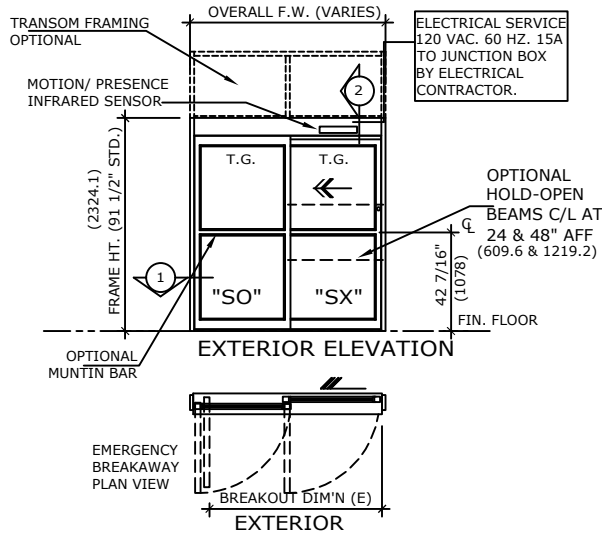 OVERALL F.W. (VARIES)
TRANSOM FRAMING
OPTIONAL
ELECTRICAL SERVICE
120 VAC. 60 HZ. 15A
TO JUNCTION BOX
BY ELECTRICAL
CONTRACTOR.
MOTION/ PRESENCE
INFRARED SENSOR
2
T.G.
T.G.
OPTIONAL
HOLD-OPEN
BEAMS C/L AT
24 & 48" AFF
(609.6 & 1219.2)
FRAME HT. (91 1/2" STD.)
(2324.1)
CL
42 7/16"
(1078)
1
"SO"
"SX"
FIN. FLOOR
OPTIONAL
MUNTIN BAR
EXTERIOR ELEVATION
EMERGENCY
BREAKAWAY
PLAN VIEW
BREAKOUT DIM'N (E)
EXTERIOR